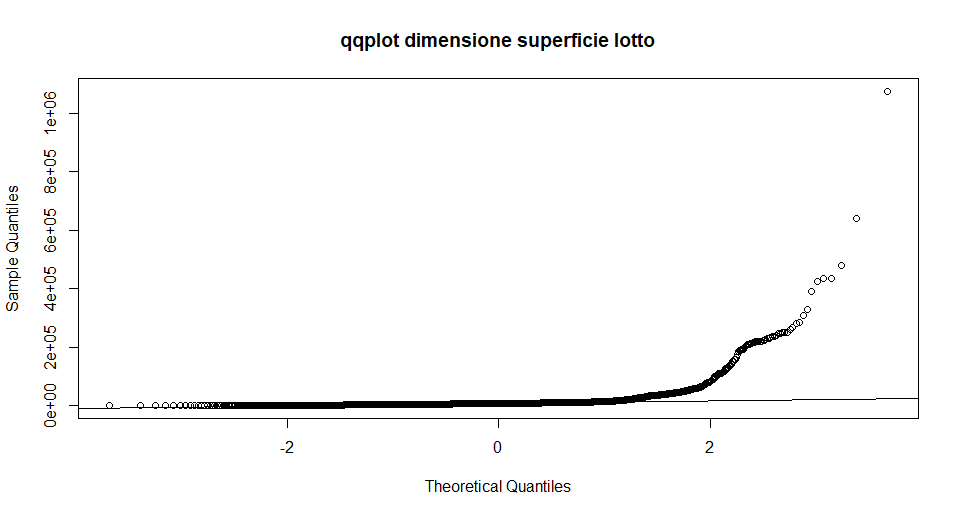 qqplot dimensione superficie lotto
Sample Quantiles
1e+06
8e+05
6e+05
4e+05
2e+05
0e+00
-2
0
2
Theoretical Quantiles